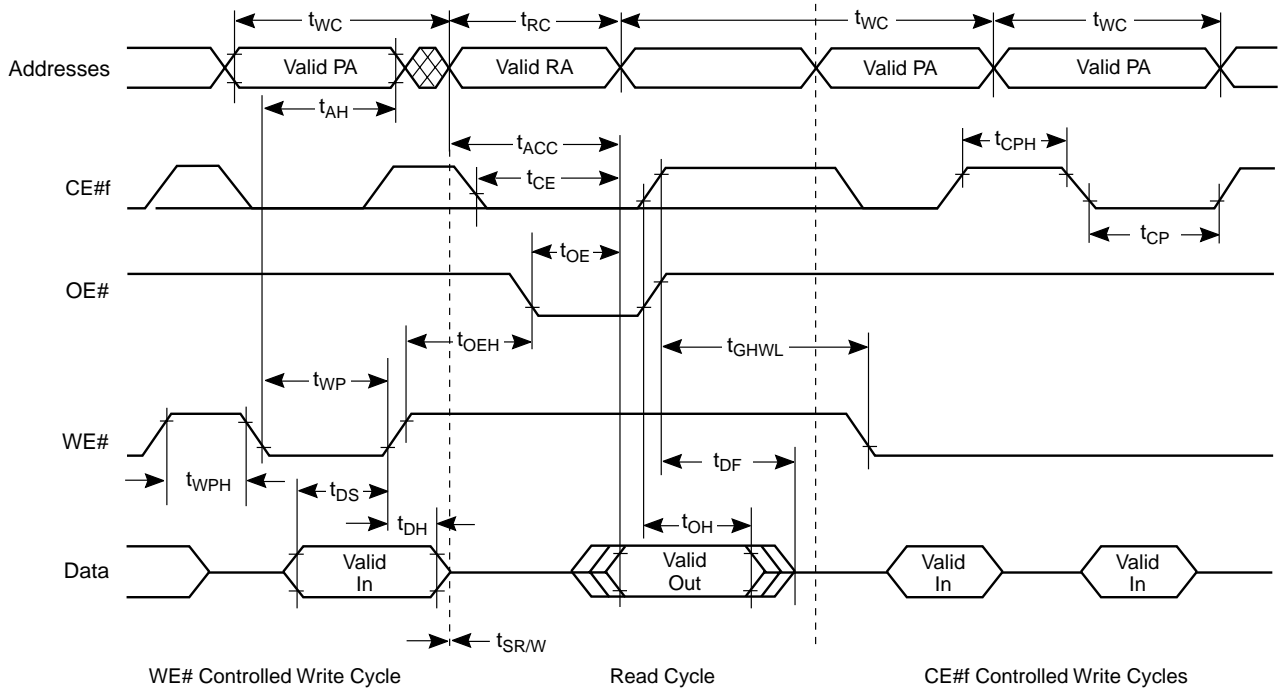 tWC tRC tWC tWC
Addresses Valid PA Valid RA Valid PA Valid PA
tAH
tACC tCPH
CE#f tCE
tCP
tOE
OE#
tOEH tGHWL
tWP
WE#
tWPH tDS tDF
tDH tOH
Data Valid In Valid Out Valid In Valid In
tSR/W
WE# Controlled Write Cycle Read Cycle CE#f Controlled Write Cycles